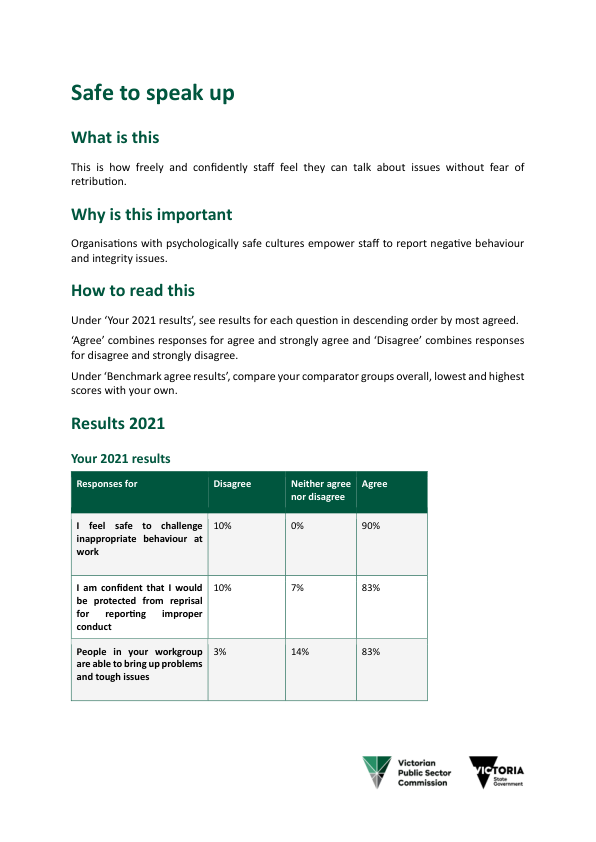 Safe to speak up
What is this
This is how freely and confidently staff feel they can talk about issues without fear of
retribution.
Why is this important
Organisations with psychologically safe cultures empower staff to report negative behaviour
and integrity issues.
How to read this
Under ‘Your 2021 results’, see results for each question in descending order by most agreed.
‘Agree’ combines responses for agree and strongly agree and ‘Disagree’ combines responses
for disagree and strongly disagree.
Under ‘Benchmark agree results’, compare your comparator groups overall, lowest and highest
scores with your own.
Results 2021
Your 2021 results
Responses for
Disagree
Neither agree
nor disagree
Agree
I feel safe to challenge
inappropriate behaviour at
work
10%
0%
90%
I am confident that I would
be protected from reprisal
for reporting improper
conduct
10%
7%
83%
People in your workgroup
are able to bring up problems
and tough issues
3%
14%
83%
Victorian
Public Sector
Commission
VICTORIA
State
Government